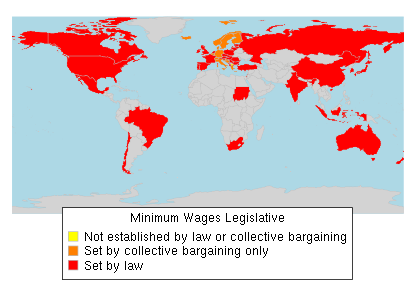 Minimum Wages Legislative
Not established by law or collective bargaining
Set by collective bargaining only
Set by law